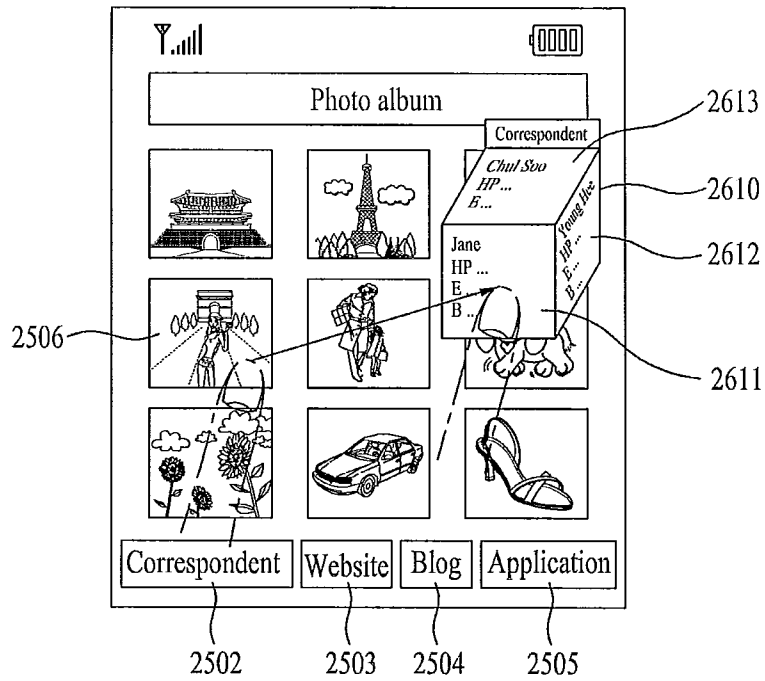 Photo album
2613
Correspondent
Chul Soo
HP ...
E ...
2610
Young Hee
HP ...
E ...
B ...
2612
Jane
HP ...
E ...
B ...
2506
2611
Correspondent
Website
Blog
Application
2502
2503
2504
2505